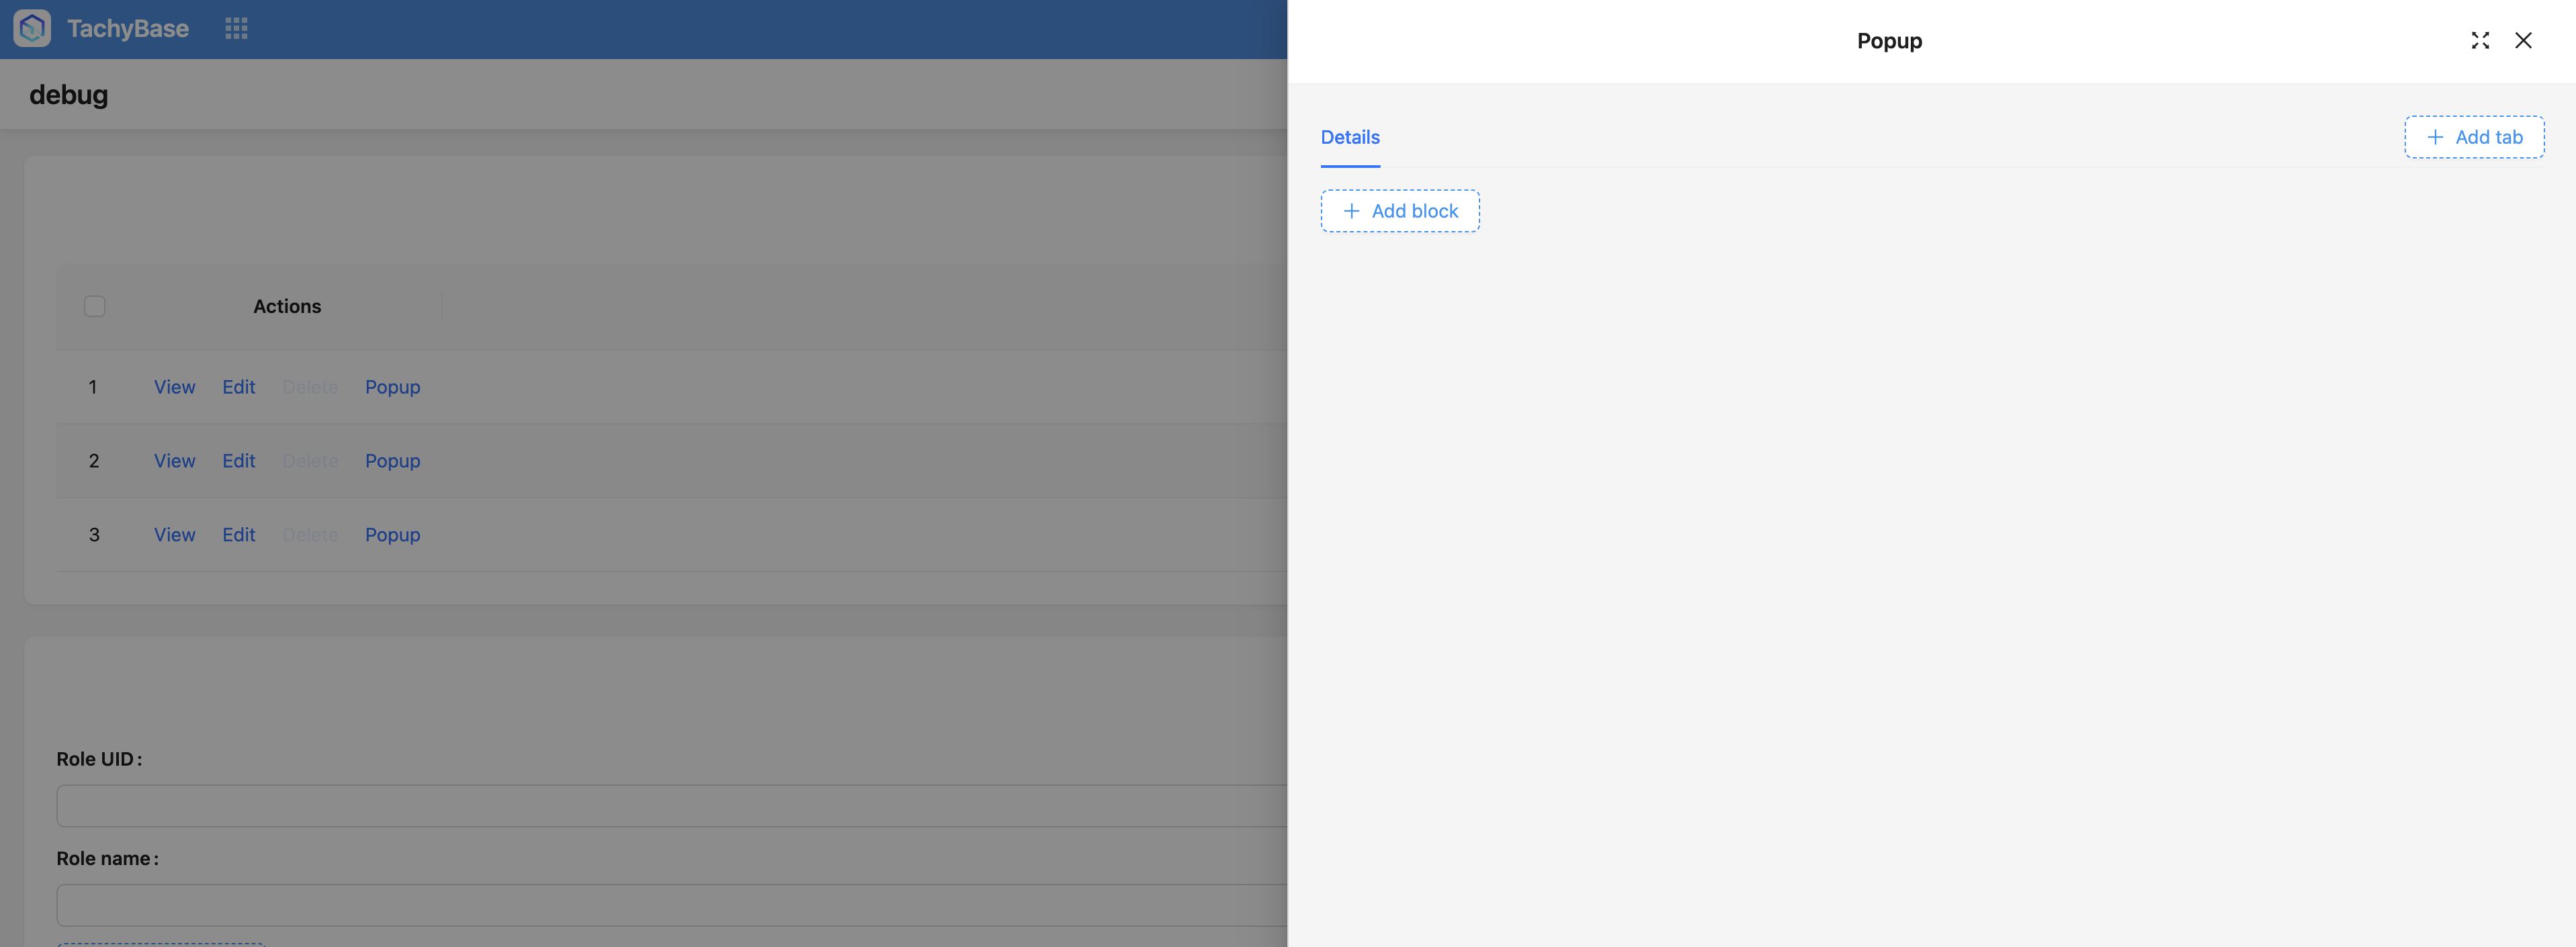 TachyBase
debug
Actions
1 View Edit Delete Popup
2 View Edit Delete Popup
3 View Edit Delete Popup
Role UID:
Role name:
Popup
Details
+ Add tab
+ Add block